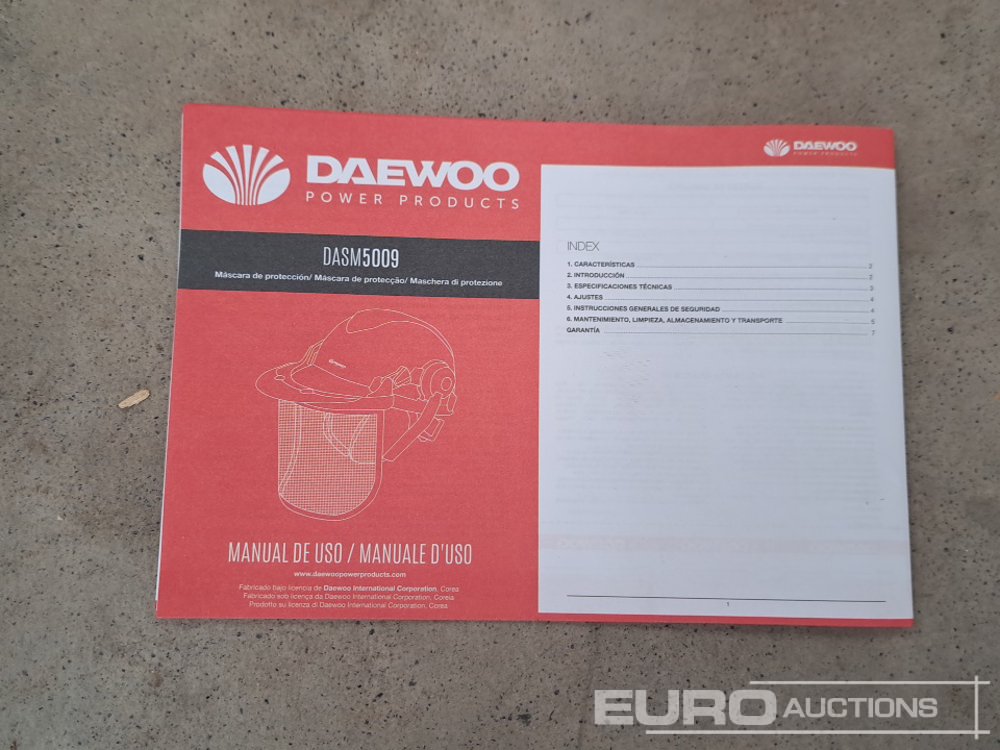 DAEWOO
POWER PRODUCTS
DASM5009
Máscara de protección/ Máscara de protecção/ Maschera di protezione
MANUAL DE USO / MANUALE D'USO
www.daewoopowerproducts.com
Fabricado bajo licencia de Daewoo International Corporation, Corea
Fabricado sob licença da Daewoo International Corporation, Coreia
Prodotto su licenza di Daewoo International Corporation, Corea
DAEWOO
POWER PRODUCTS
INDEX
1. CARACTERÍSTICAS 2
2. INTRODUCCIÓN 2
3. ESPECIFICACIONES TÉCNICAS 3
4. AJUSTES 4
5. INSTRUCCIONES GENERALES DE SEGURIDAD 4
6. MANTENIMIENTO, LIMPIEZA, ALMACENAMIENTO Y TRANSPORTE 5
GARANTÍA 7
1
EURO AUCTIONS